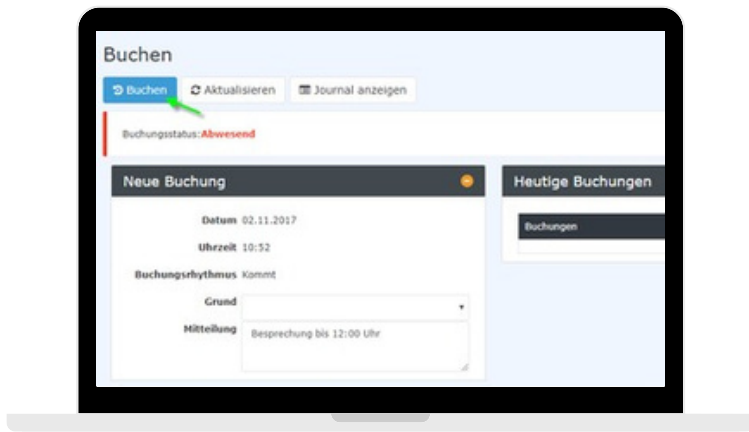 Buchen
Buchen Aktualisieren Journal anzeigen
Buchungsstatus:Abwesend
Neue Buchung
Datum 02.11.2017
Uhrzeit 10:52
Buchungsrhythmus Kommt
Grund
Mitteilung Besprechung bis 12:00 Uhr
Heutige Buchungen
Buchungen